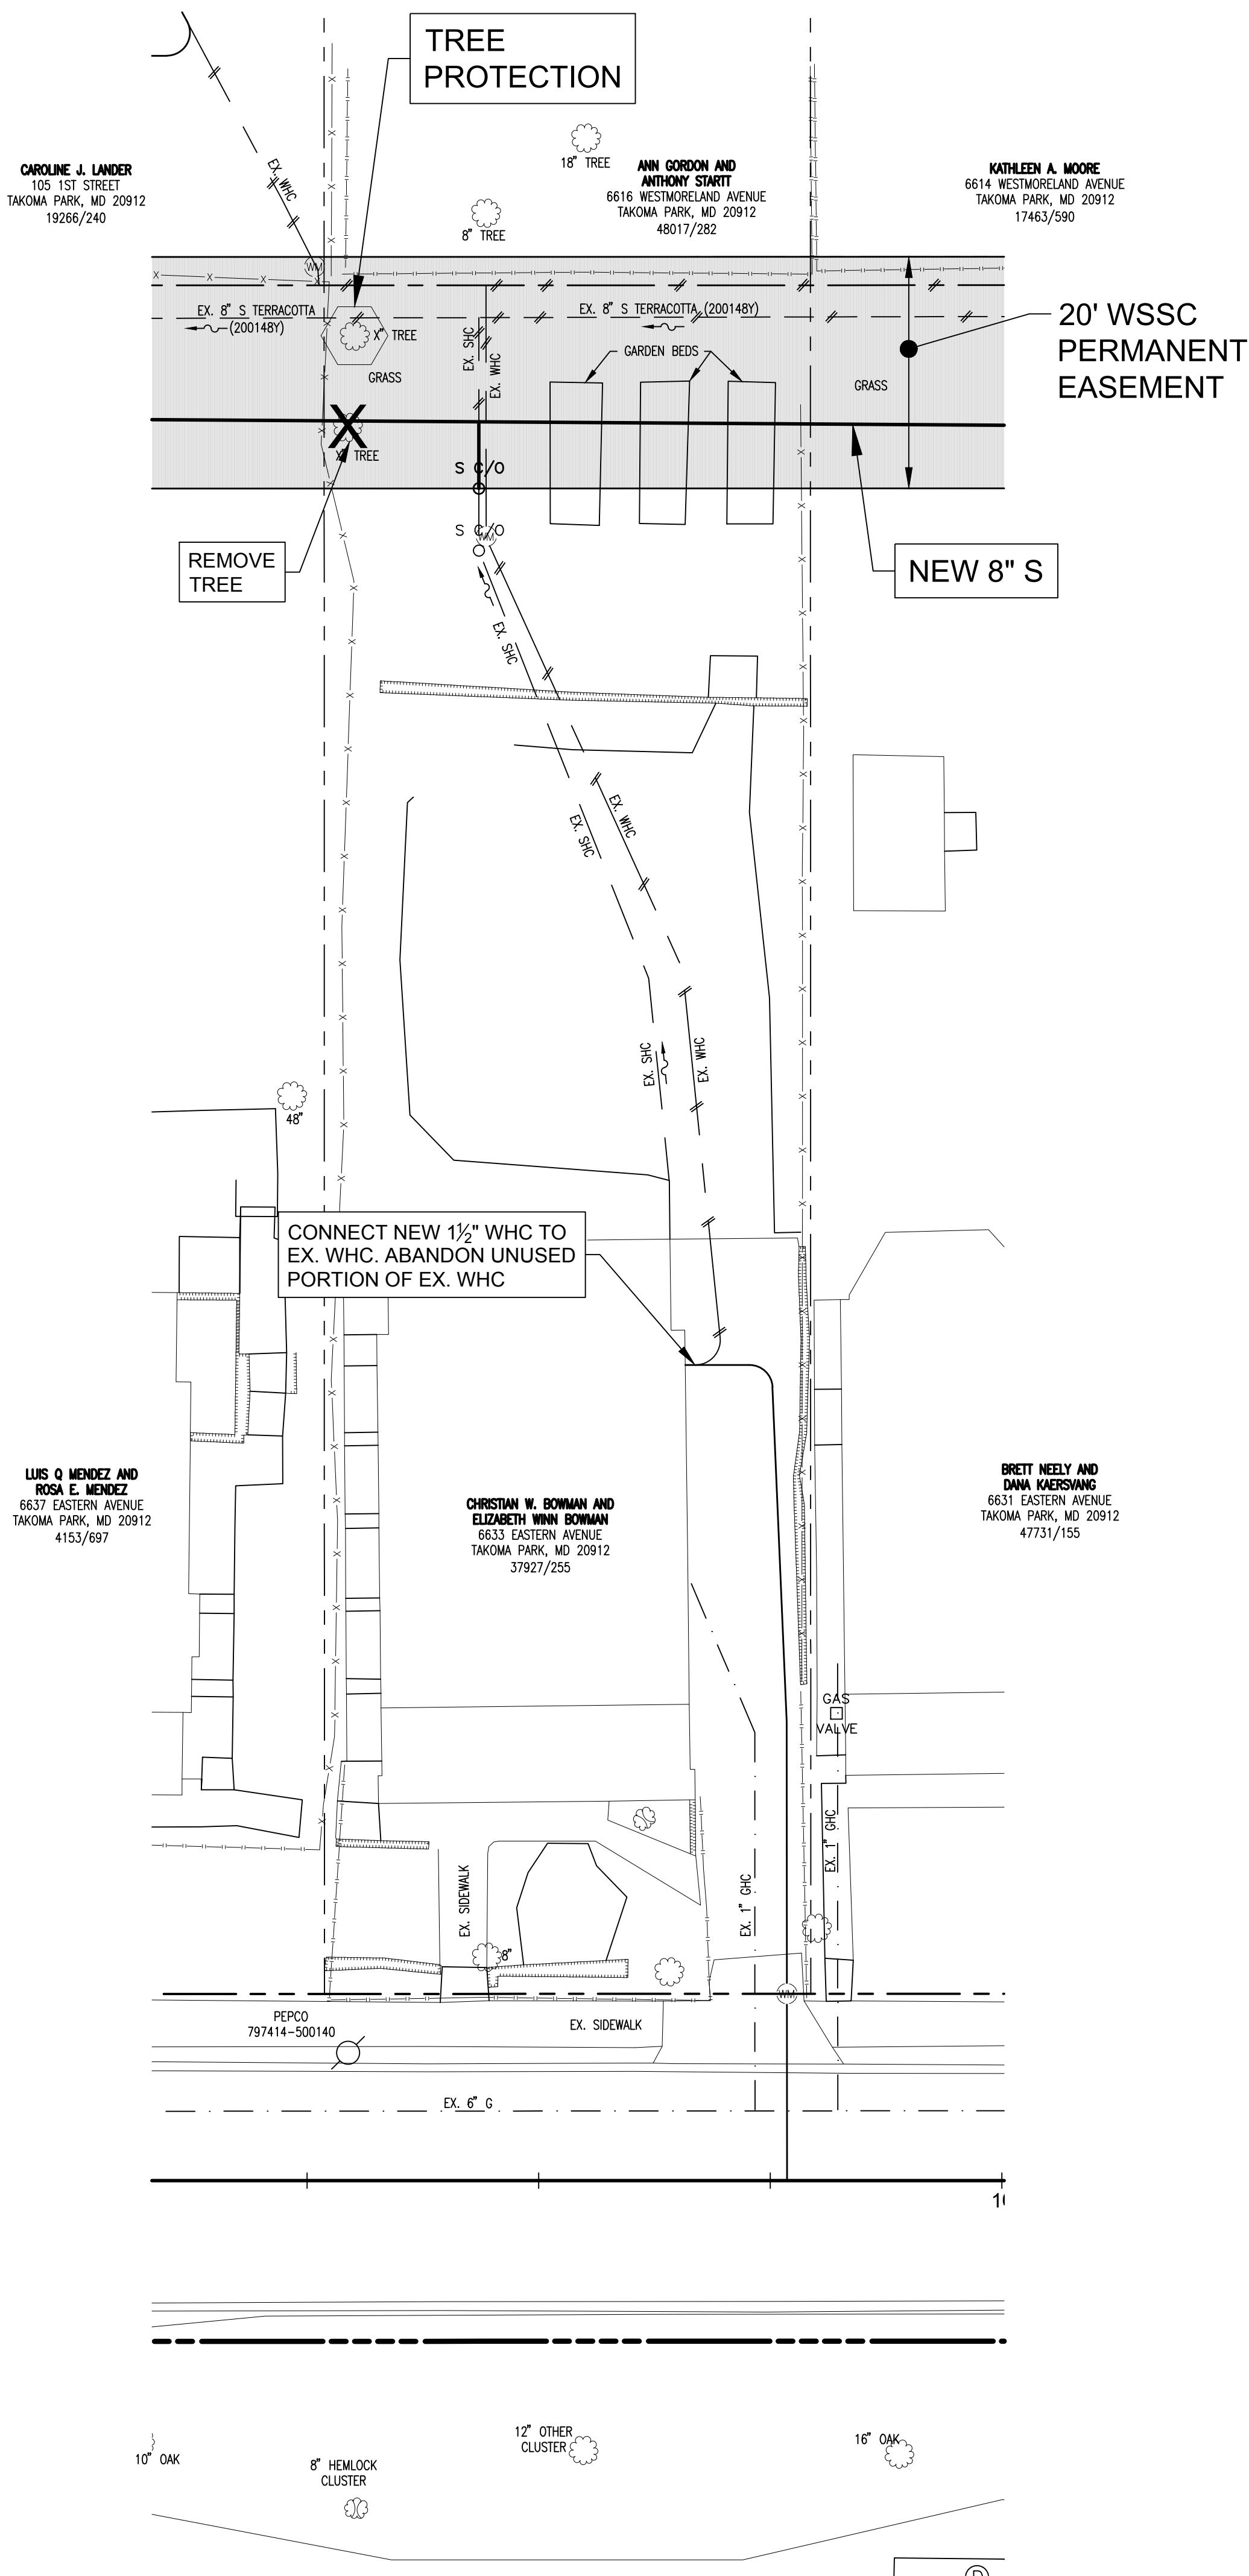 TREE
PROTECTION
18" TREE
8" TREE
CAROLINE J. LANDER
105 1ST STREET
TAKOMA PARK, MD 20912
19266/240
EX. WHC
ANN GORDON AND
ANTHONY STARTT
6616 WESTMORELAND AVENUE
TAKOMA PARK, MD 20912
48017/282
KATHLEEN A. MOORE
6614 WESTMORELAND AVENUE
TAKOMA PARK, MD 20912
17463/590
WM
EX. 8" S TERRACOTTA
(200148Y)
EX. 8" S TERRACOTTA (200148Y)
20' WSSC
PERMANENT
EASEMENT
X" TREE
GRASS
EX. SHC
EX. WHC
GARDEN BEDS
GRASS
X" TREE
S C/O
S C/O
WM
REMOVE
TREE
NEW 8" S
EX. SHC
EX. WHC
EX. SHC
EX. SHC
EX. WHC
48"
CONNECT NEW 1½" WHC TO
EX. WHC. ABANDON UNUSED
PORTION OF EX. WHC
LUIS Q MENDEZ AND
ROSA E. MENDEZ
6637 EASTERN AVENUE
TAKOMA PARK, MD 20912
4153/697
CHRISTIAN W. BOWMAN AND
ELIZABETH WINN BOWMAN
6633 EASTERN AVENUE
TAKOMA PARK, MD 20912
37927/255
BRETT NEELY AND
DANA KAERSVANG
6631 EASTERN AVENUE
TAKOMA PARK, MD 20912
47731/155
GAS
VALVE
EX. 1" GHC
EX. 1" GHC
EX. SIDEWALK
8"
WM
PEPCO
797414-500140
EX. SIDEWALK
EX. 6" G
12" OTHER
CLUSTER
16" OAK
10" OAK
8" HEMLOCK
CLUSTER